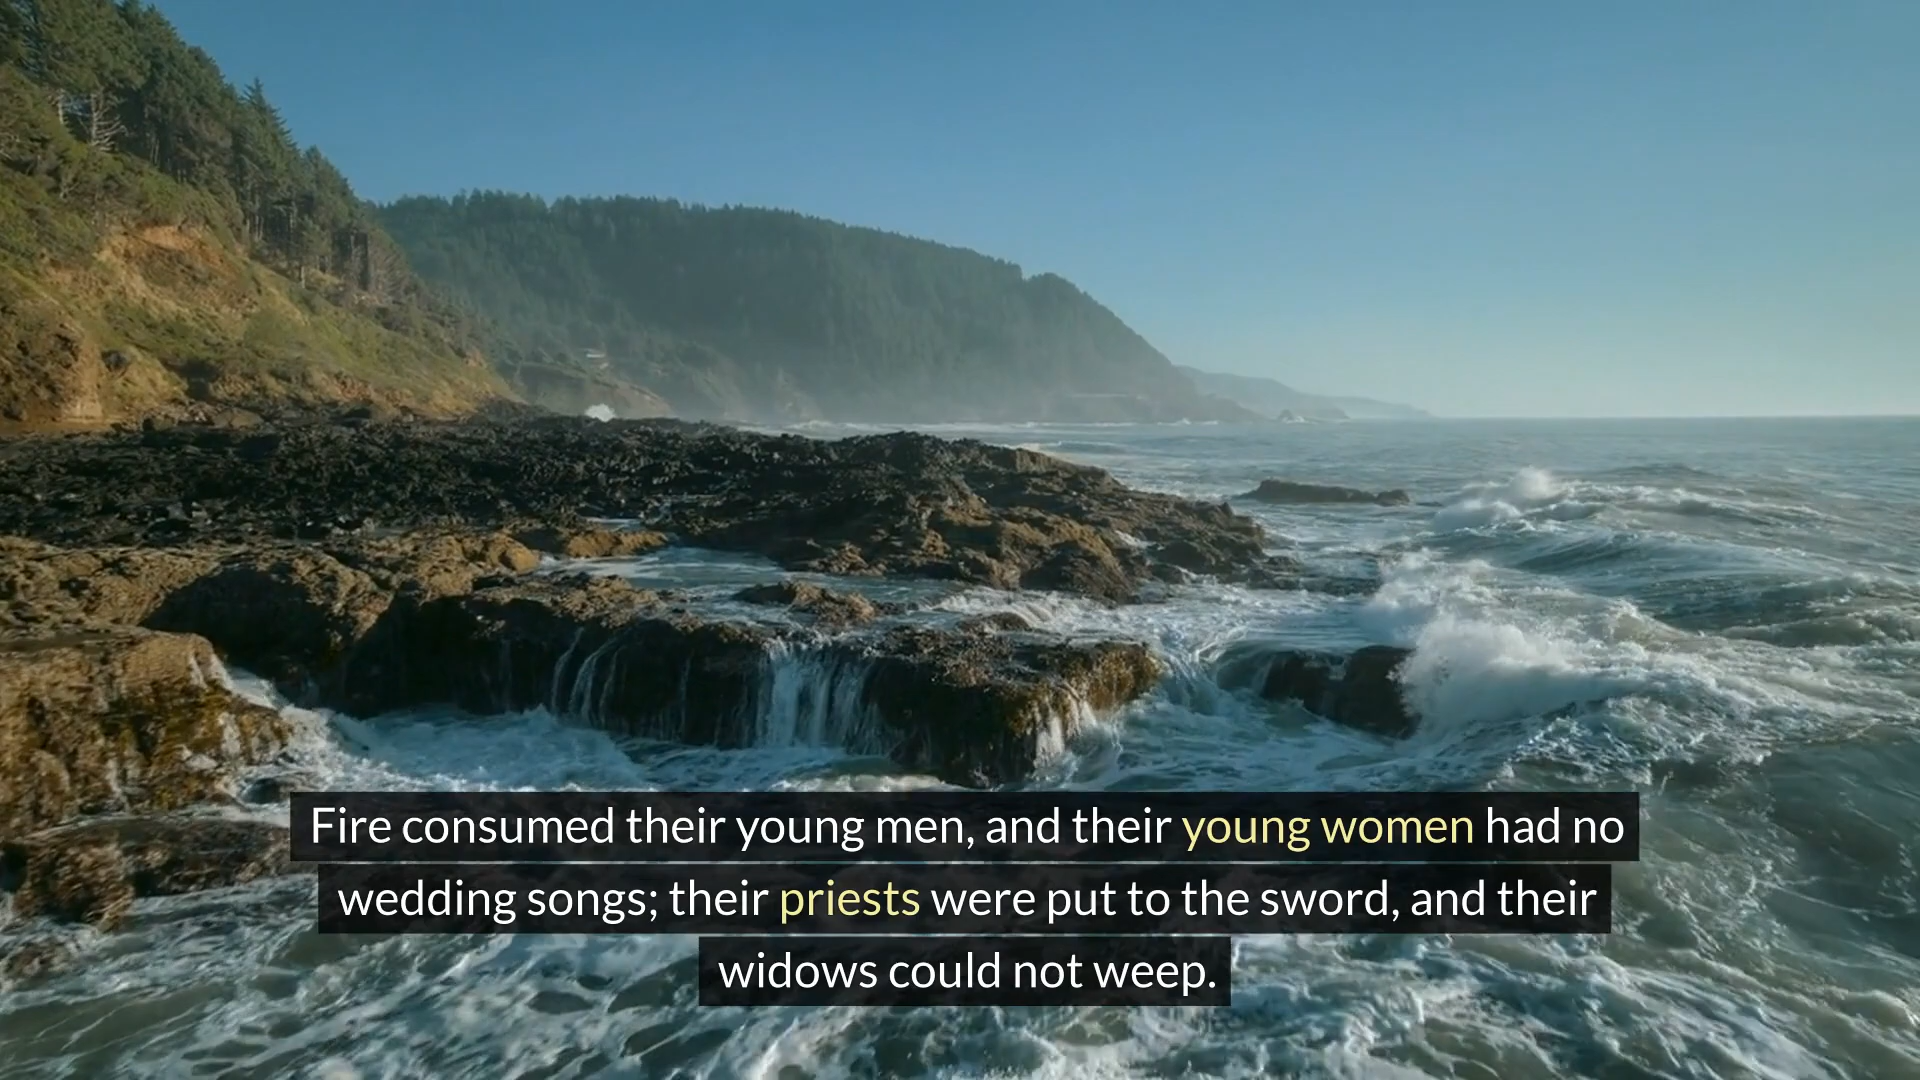 Fire consumed their young men, and their young women had no
wedding songs; their priests were put to the sword, and their
widows could not weep.